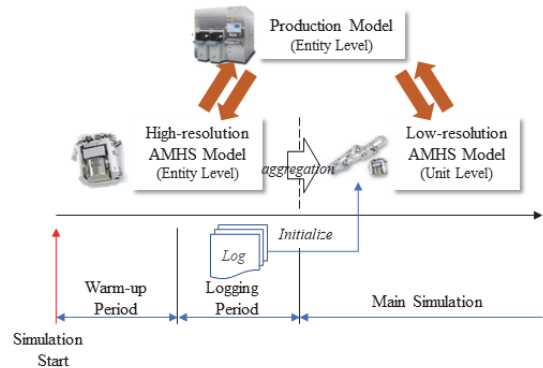 Production Model
(Entity Level)
High-resolution
AMHS Model
(Entity Level)
aggregation
Low-resolution
AMHS Model
(Unit Level)
Log
Initialize
Warm-up
Period
Logging
Period
Main Simulation
Simulation
Start